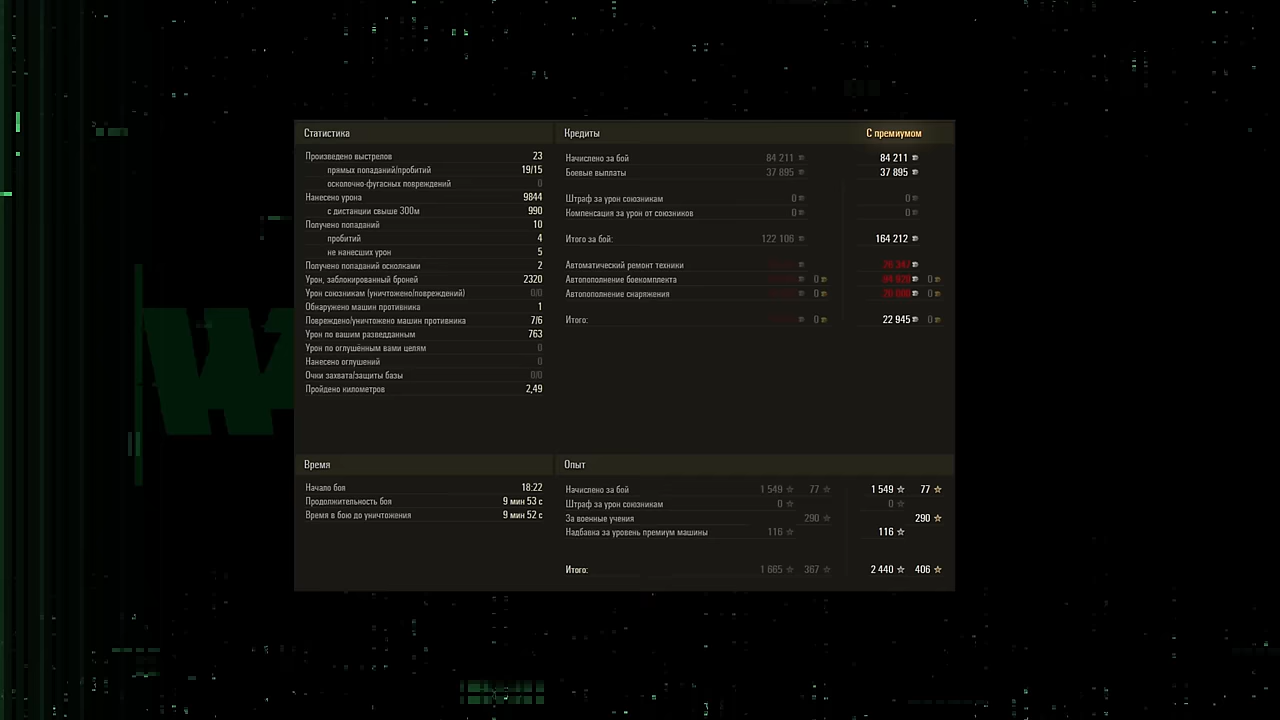 Статистика
Произведено выстрелов 23
прямых попаданий/пробитий 19/15
осколочно-фугасных повреждений 0
Нанесено урона 9844
с дистанции свыше 300м 990
Получено попаданий 10
пробитий 4
не нанесших урон 5
Получено попаданий осколками 2
Урон, заблокированный броней 2320
Урон союзникам (уничтожено/повреждений) 0/0
Обнаружено машин противника 1
Повреждено/уничтожено машин противника 7/6
Урон по вашим разведданным 763
Урон по оглушённым вами целям 0
Нанесено оглушений 0
Очки захвата/защиты базы 0/0
Пройдено километров 2,49
Кредиты С премиумом
Начислено за бой 84 211 84 211
Боевые выплаты 37 895 37 895
Штраф за урон союзникам 0 0
Компенсация за урон от союзников 0 0
Итого за бой: 122 106 164 212
Автоматический ремонт техники
Автопополнение боекомплекта 0 0
Автопополнение снаряжения 0 0
Итого: 0 22 945 0
Время
Начало боя 18:22
Продолжительность боя 9 мин 53 с
Время в бою до уничтожения 9 мин 52 с
Опыт
Начислено за бой 1 549 77 1 549 77
Штраф за урон союзникам 0 0
За военные учения 290 290
Надбавка за уровень премиум машины 116 116
Итого: 1 665 367 2 440 406